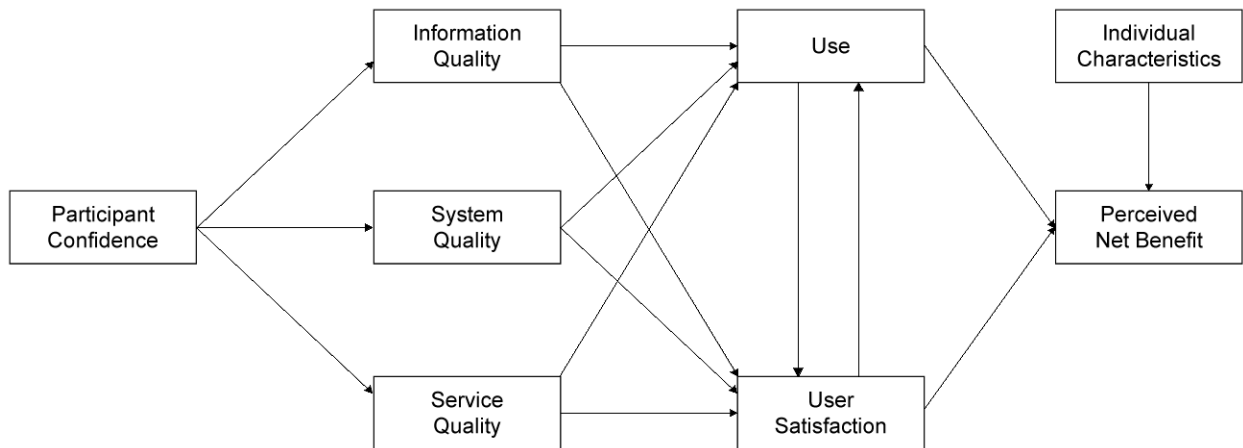 Information
Quality
Use
Individual
Characteristics
Participant
Confidence
System
Quality
Perceived
Net Benefit
Service
Quality
User
Satisfaction